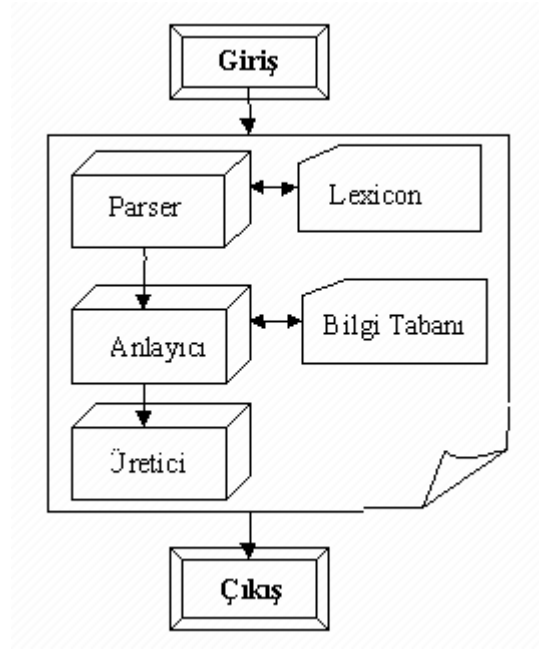 Giriş
Parser
Lexicon
Anlayıcı
Bilgi Tabanı
Üretici
Çıkış